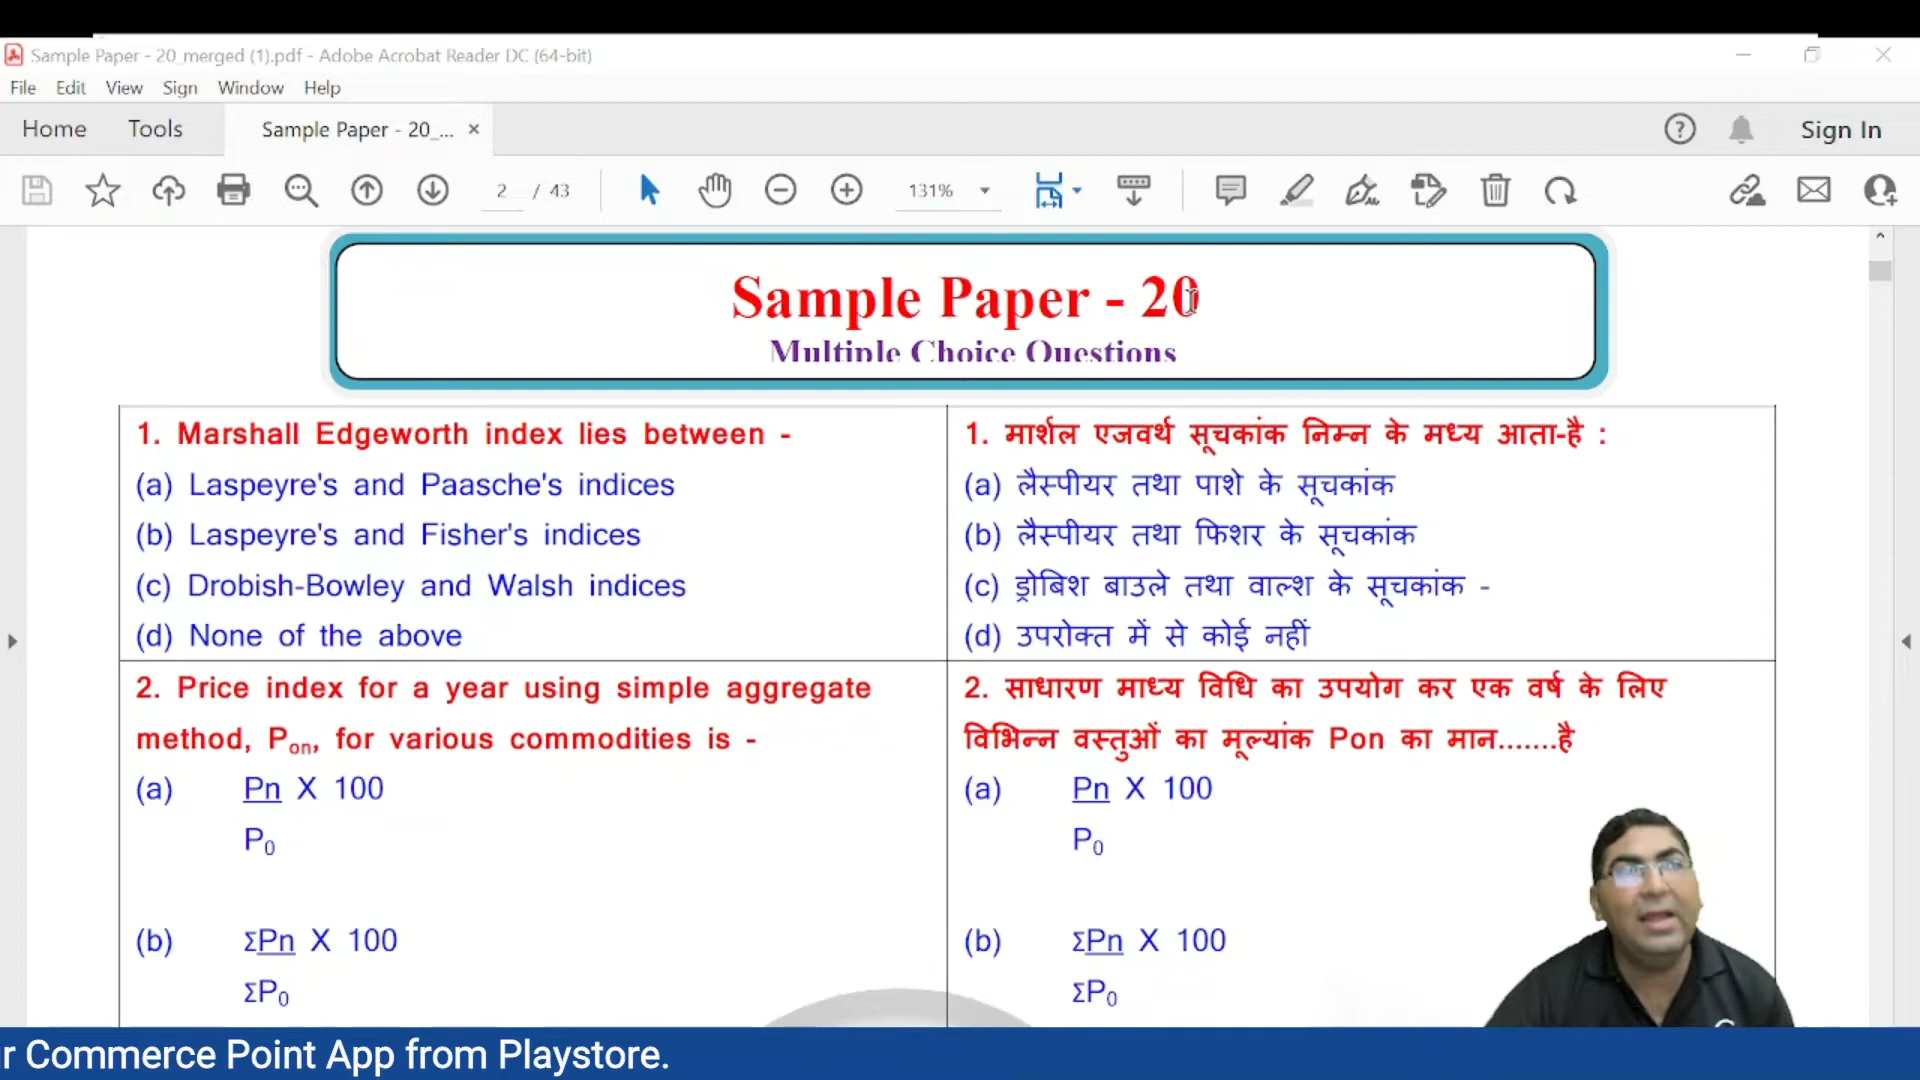 Sample Paper - 20_merged (1).pdf - Adobe Acrobat Reader DC (64-bit)
File Edit View Sign Window Help
Home Tools Sample Paper - 20_... × Sign In
2 / 43 131%
Sample Paper - 20
Multiple Choice Questions
1. Marshall Edgeworth index lies between -
(a) Laspeyre's and Paasche's indices
(b) Laspeyre's and Fisher's indices
(c) Drobish-Bowley and Walsh indices
(d) None of the above
1. मार्शल एजवर्थ सूचकांक निम्न के मध्य आता-है :
(a) लैस्पीयर तथा पाशे के सूचकांक
(b) लैस्पीयर तथा फिशर के सूचकांक
(c) ड्रोबिश बाउले तथा वाल्श के सूचकांक -
(d) उपरोक्त में से कोई नहीं
2. Price index for a year using simple aggregate
method, Pon, for various commodities is -
(a) Pn X 100
P0
(b) ΣPn X 100
ΣP0
2. साधारण माध्य विधि का उपयोग कर एक वर्ष के लिए
विभिन्न वस्तुओं का मूल्यांक Pon का मान.......है
(a) Pn X 100
P0
(b) ΣPn X 100
ΣP0
r Commerce Point App from Playstore.